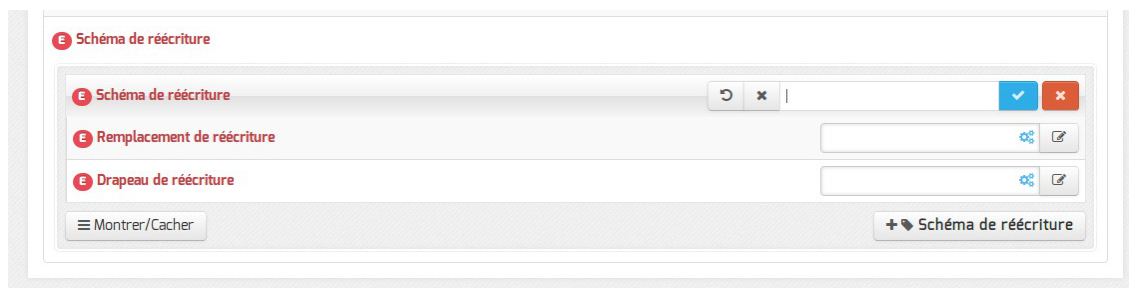 E Schéma de réécriture
E Schéma de réécriture
E Remplacement de réécriture
E Drapeau de réécriture
Montrer/Cacher
Schéma de réécriture